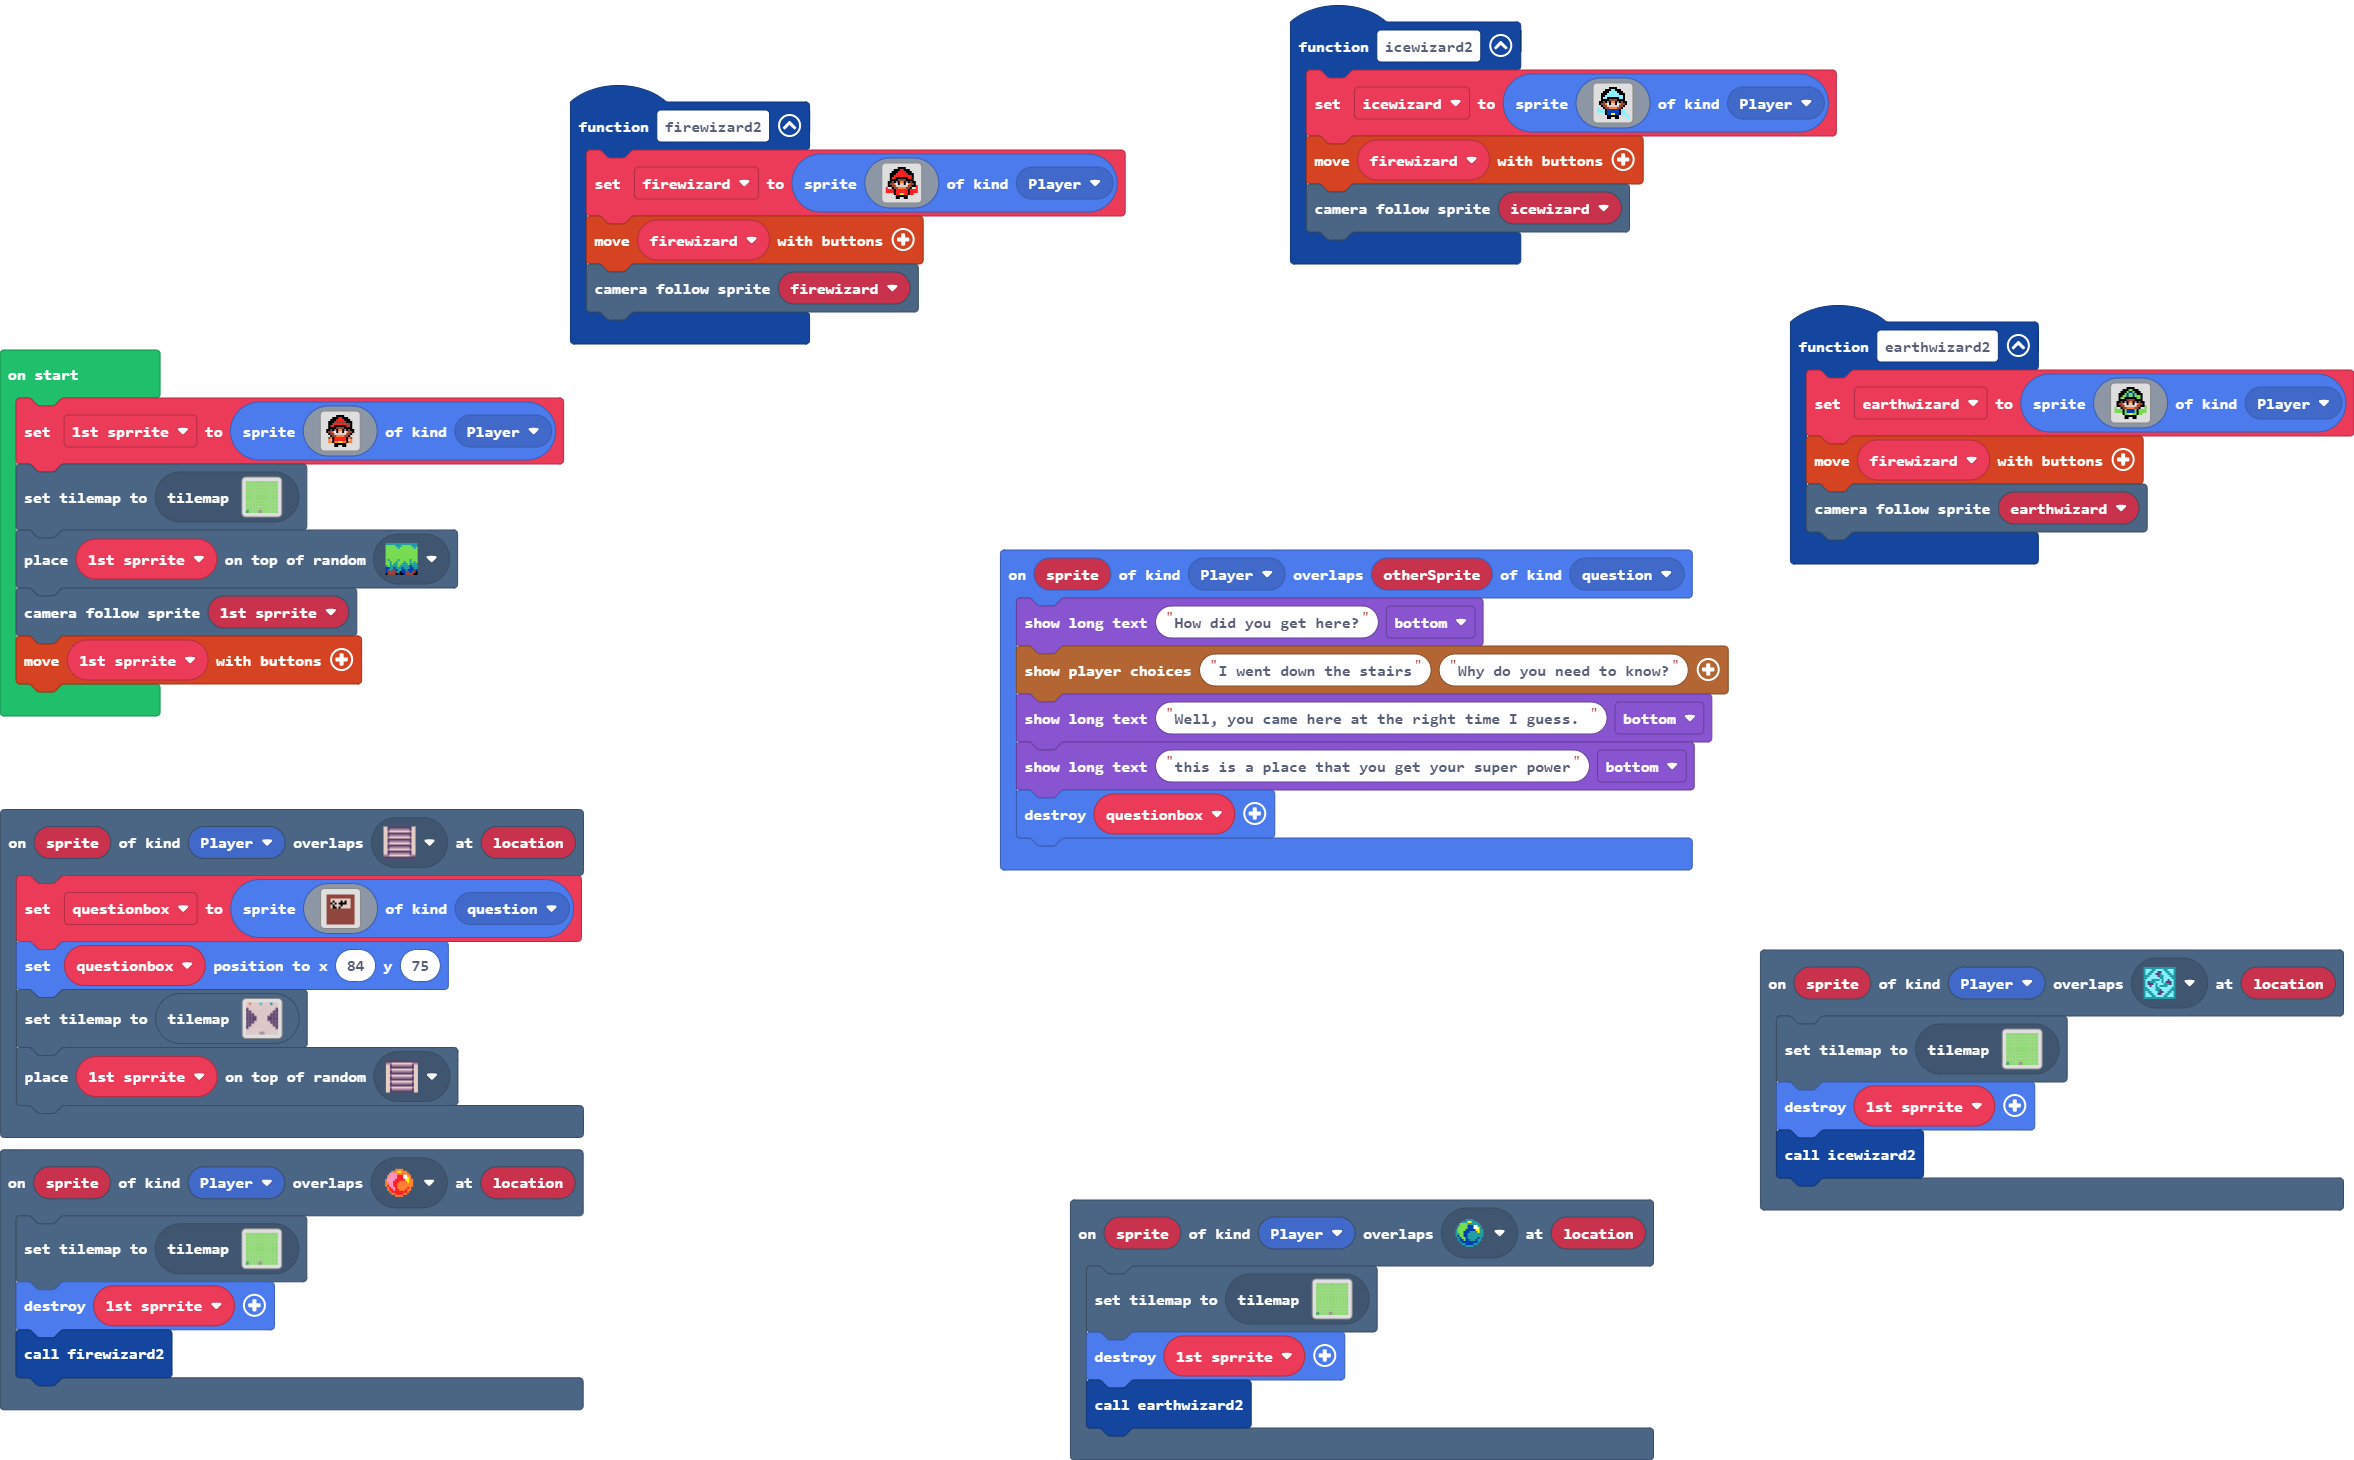 function icewizard2
set icewizard to sprite of kind Player
move firewizard with buttons
camera follow sprite icewizard
function firewizard2
set firewizard to sprite of kind Player
move firewizard with buttons
camera follow sprite firewizard
function earthwizard2
set earthwizard to sprite of kind Player
move firewizard with buttons
camera follow sprite earthwizard
on start
set 1st sprrite to sprite of kind Player
set tilemap to tilemap
place 1st sprrite on top of random
camera follow sprite 1st sprrite
move 1st sprrite with buttons
on sprite of kind Player overlaps otherSprite of kind question
show long text "How did you get here?" bottom
show player choices "I went down the stairs" "Why do you need to know?"
show long text "Well, you came here at the right time I guess. " bottom
show long text "this is a place that you get your super power" bottom
destroy questionbox
on sprite of kind Player overlaps at location
set questionbox to sprite of kind question
set questionbox position to x 84 y 75
set tilemap to tilemap
place 1st sprrite on top of random
on sprite of kind Player overlaps at location
set tilemap to tilemap
destroy 1st sprrite
call icewizard2
on sprite of kind Player overlaps at location
set tilemap to tilemap
destroy 1st sprrite
call firewizard2
on sprite of kind Player overlaps at location
set tilemap to tilemap
destroy 1st sprrite
call earthwizard2